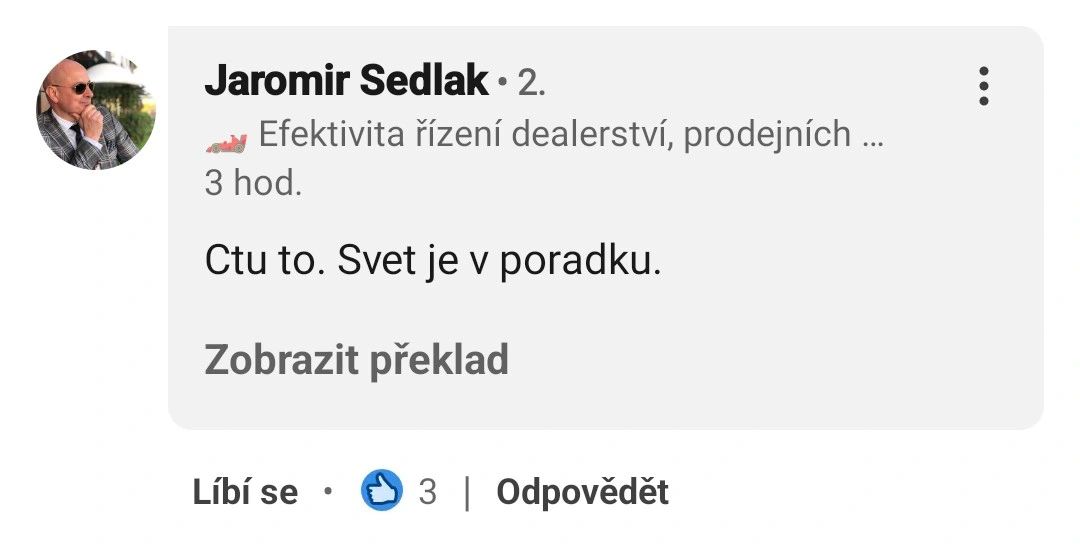 Jaromir Sedlak • 2.
🏎️ Efektivita řízení dealerství, prodejních ...
3 hod.
Ctu to. Svet je v poradku.
Zobrazit překlad
Líbí se • 3 | Odpovědět